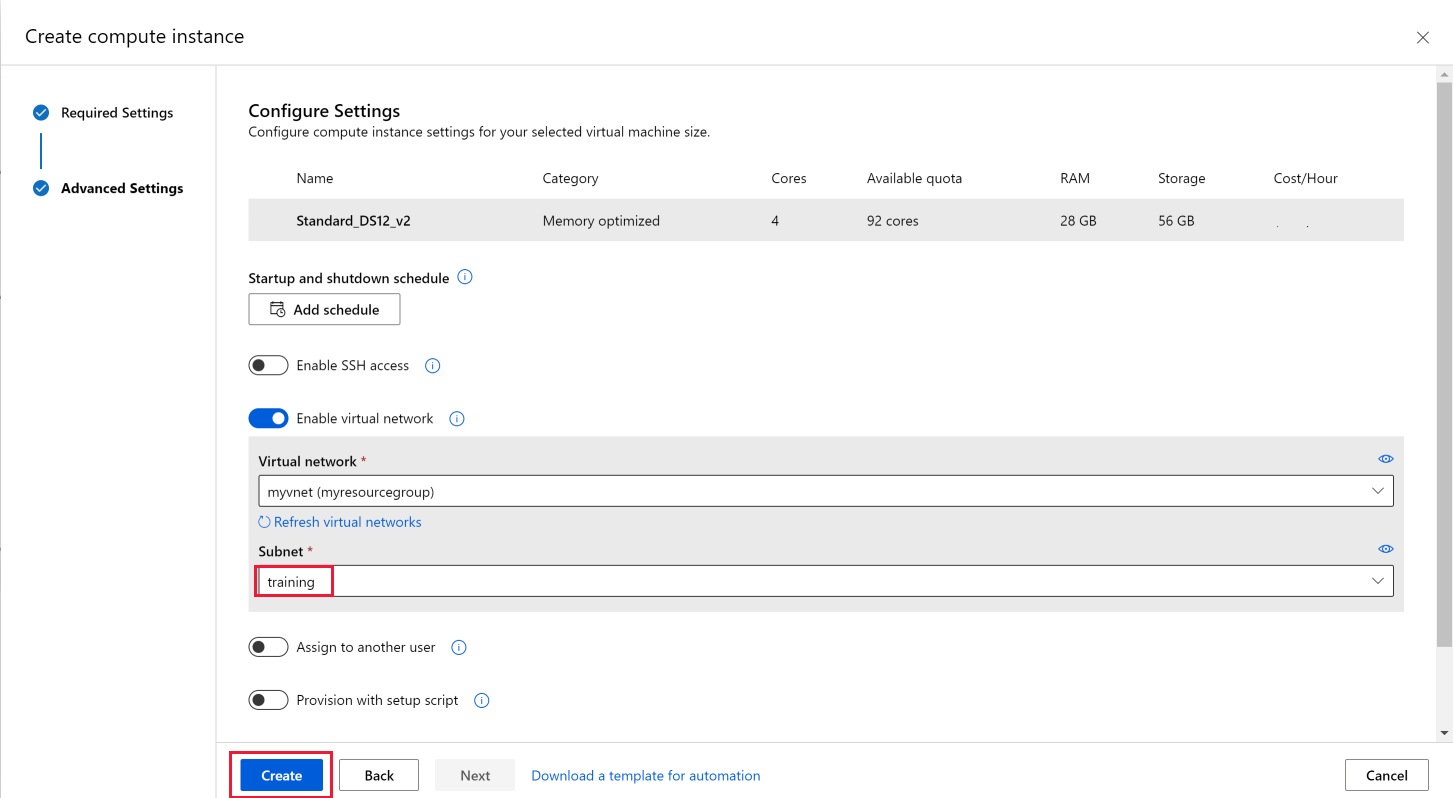 Create compute instance
Required Settings
Advanced Settings
Configure Settings
Configure compute instance settings for your selected virtual machine size.
Name Category Cores Available quota RAM Storage Cost/Hour
Standard_DS12_v2 Memory optimized 4 92 cores 28 GB 56 GB
Startup and shutdown schedule
Add schedule
Enable SSH access
Enable virtual network
Virtual network *
myvnet (myresourcegroup)
Refresh virtual networks
Subnet *
training
Assign to another user
Provision with setup script
Create Back Next Download a template for automation Cancel